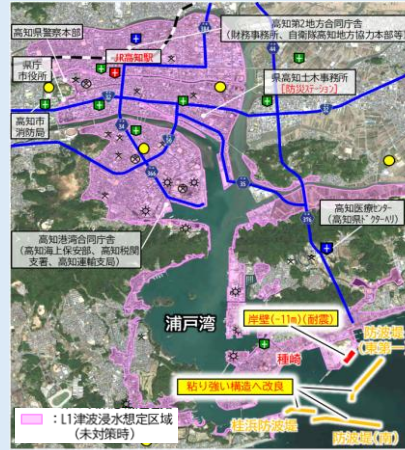 高知県警察本部
高知第2地方合同庁舎
(財務事務所、自衛隊高知地方協力本部等)
JR高知駅
県庁
市役所
県高知土木事務所
[防災ステーション]
高知市
消防局
高知医療センター
(高知県ドクターヘリ)
高知港湾合同庁舎
(高知海上保安部、高知税関
支署、高知運輸支局)
浦戸湾
岸壁(-11m)(耐震)
防波堤
(東第一)
種崎
粘り強い構造へ改良
桂浜防波堤
防波堤(南)
:L1津波浸水想定区域
(未対策時)